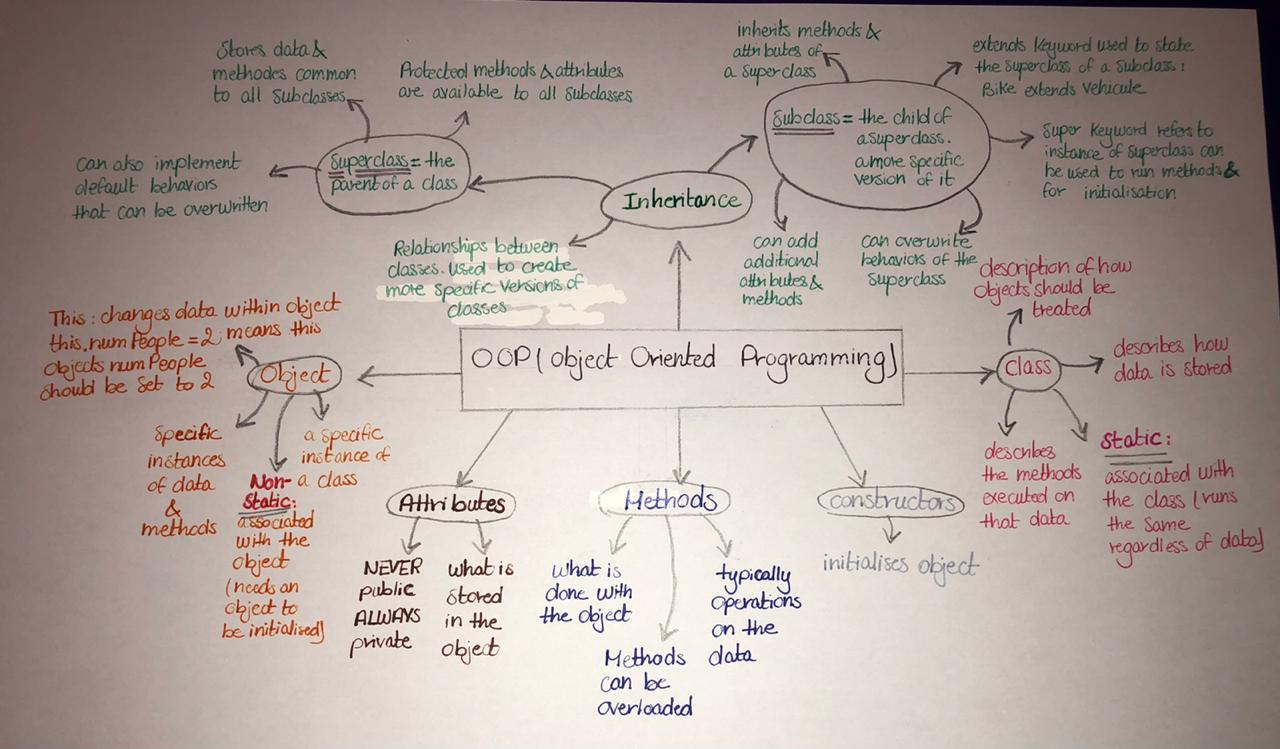 Stores data &
methodes common
to all Subclasses
Protected methods & attributes
are available to all Subclasses
can also implement
default behaviors
that can be overwritten
Superclass = the
parent of a class
Inheritance
Relationships between
classes. used to create
more specific versions of
classes
inherits methods &
attributes of
a superclass
extends keyword used to state
the superclass of a subclass:
Bike extends vehicule
Subclass = the child of
a superclass.
a more specific
version of it
Super keyword refers to
instance of superclass can
be used to run methods &
for initialisation
can add
additional
attributes &
methods
can overwrite
behaviors of the
Superclass
OOP (object Oriented Programming)
This: changes data within object
this.numPeople = 2; means this
objects numPeople
should be set to 2
Object
specific
instances
of data
&
methods
Non-
Static:
associated
with the
object
(needs an
object to
be initialised)
a specific
instance of
a class
Attributes
NEVER
public
ALWAYS
private
what is
stored
in the
object
Methods
what is
done with
the object
Methods
can be
overloaded
typically
operations
on the
data
constructors
initialises object
Class
description of how
objects should be
treated
describes how
data is stored
describes
the methods
executed on
that data
Static:
associated with
the class (runs
the same
regardless of data)